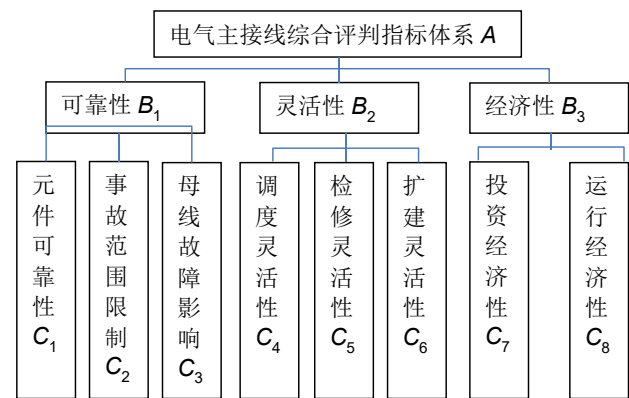 电气主接线综合评判指标体系 A
可靠性 B₁
灵活性 B₂
经济性 B₃
元件可靠性 C₁
事故范围限制 C₂
母线故障影响 C₃
调度灵活性 C₄
检修灵活性 C₅
扩建灵活性 C₆
投资经济性 C₇
运行经济性 C₈